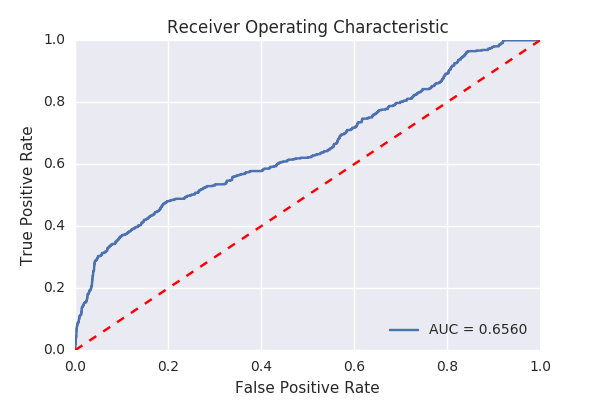 Receiver Operating Characteristic
1.0
0.8
0.6
0.4
0.2
0.0
True Positive Rate
AUC = 0.6560
0.0 0.2 0.4 0.6 0.8 1.0
False Positive Rate